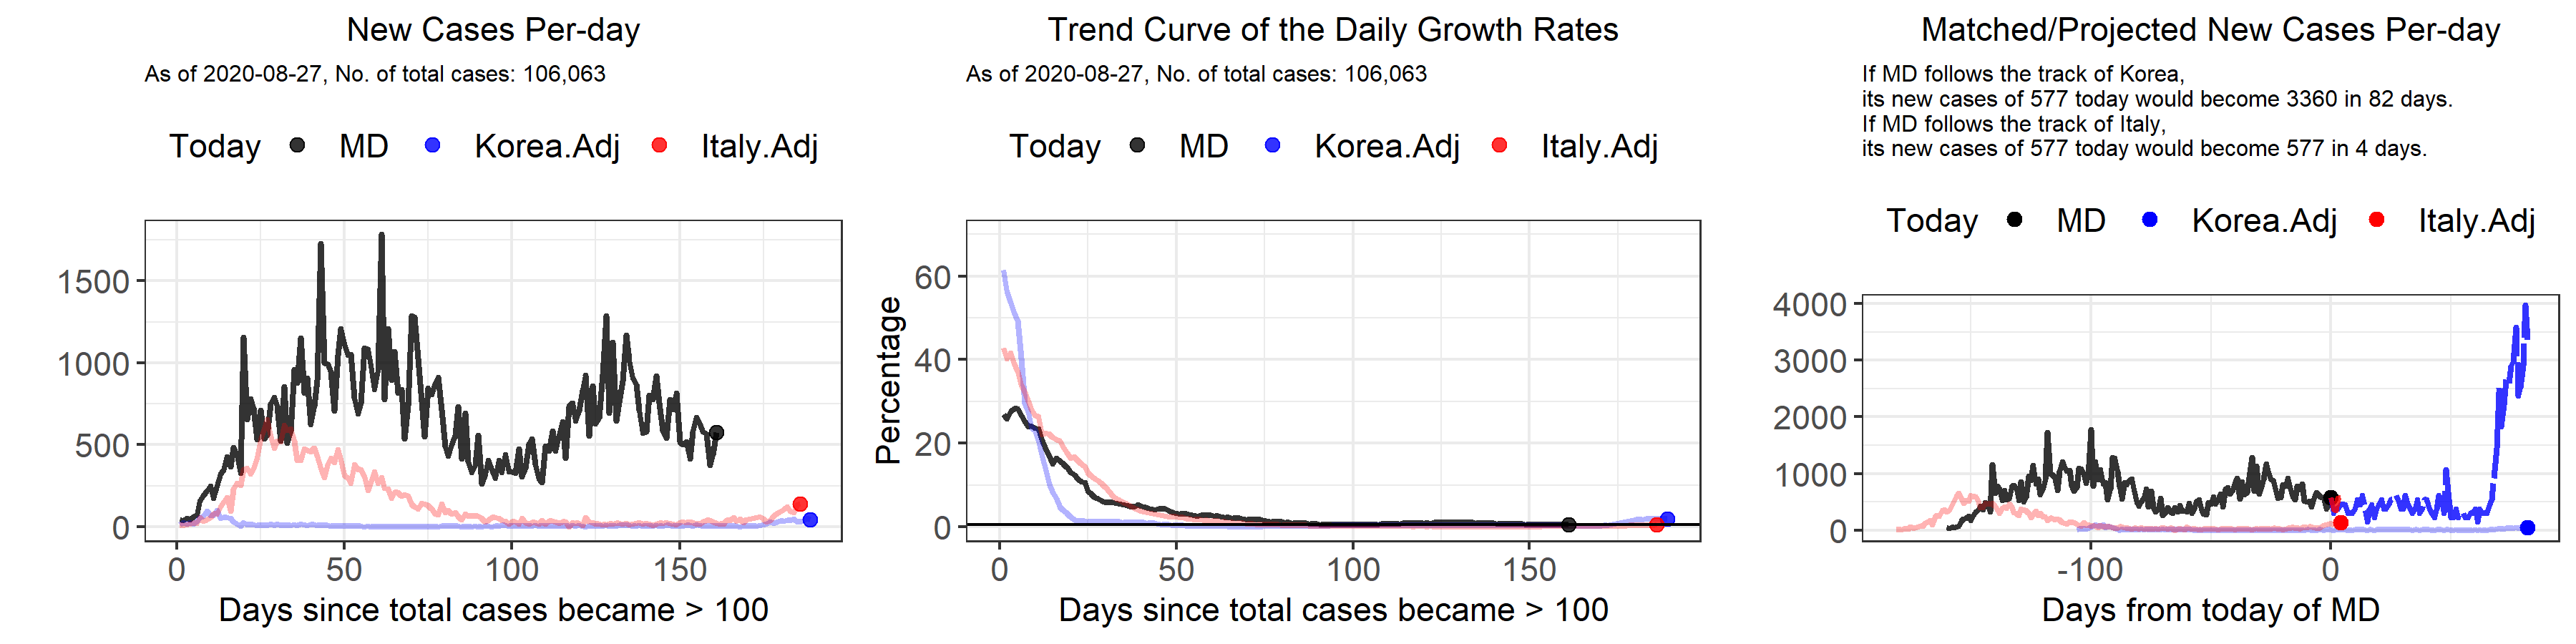 New Cases Per-day
As of 2020-08-27, No. of total cases: 106,063
Today MD Korea.Adj Italy.Adj
1500
1000
500
0
0 50 100 150
Days since total cases became > 100
Trend Curve of the Daily Growth Rates
As of 2020-08-27, No. of total cases: 106,063
Today MD Korea.Adj Italy.Adj
Percentage
60
40
20
0
0 50 100 150
Days since total cases became > 100
Matched/Projected New Cases Per-day
If MD follows the track of Korea,
its new cases of 577 today would become 3360 in 82 days.
If MD follows the track of Italy,
its new cases of 577 today would become 577 in 4 days.
Today MD Korea.Adj Italy.Adj
4000
3000
2000
1000
0
-100 0
Days from today of MD